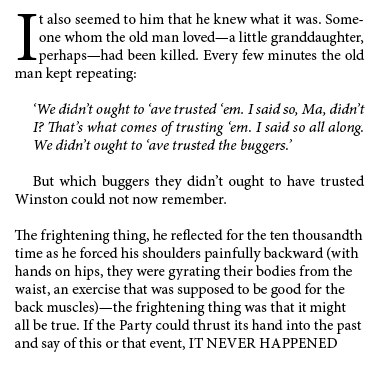 It also seemed to him that he knew what it was. Some-
one whom the old man loved—a little granddaughter,
perhaps—had been killed. Every few minutes the old
man kept repeating:
‘We didn’t ought to ‘ave trusted ‘em. I said so, Ma, didn’t
I? That’s what comes of trusting ‘em. I said so all along.
We didn’t ought to ‘ave trusted the buggers.’
But which buggers they didn’t ought to have trusted
Winston could not now remember.
The frightening thing, he reflected for the ten thousandth
time as he forced his shoulders painfully backward (with
hands on hips, they were gyrating their bodies from the
waist, an exercise that was supposed to be good for the
back muscles)—the frightening thing was that it might
all be true. If the Party could thrust its hand into the past
and say of this or that event, IT NEVER HAPPENED